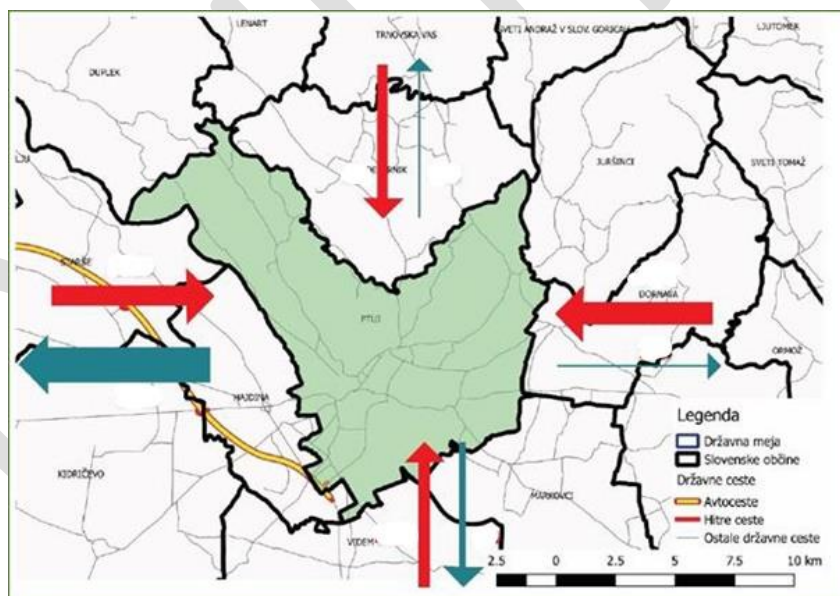 LENART
TRNOVSKA VAS
SVETI ANDRAŽ V SLOV. GORICAH
LJUTOMER
DUPLEK
JURŠINCI
SVETI TOMAŽ
STARŠE
PTUJ
DORNAVA
ORMOŽ
HAJDINA
KIDRIČEVO
MARKOVCI
VIDEM
Legenda
Državna meja
Slovenske občine
Državne ceste
Avtoceste
Hitre ceste
Ostale državne ceste
2.5 0 2.5 5 7.5 10 km